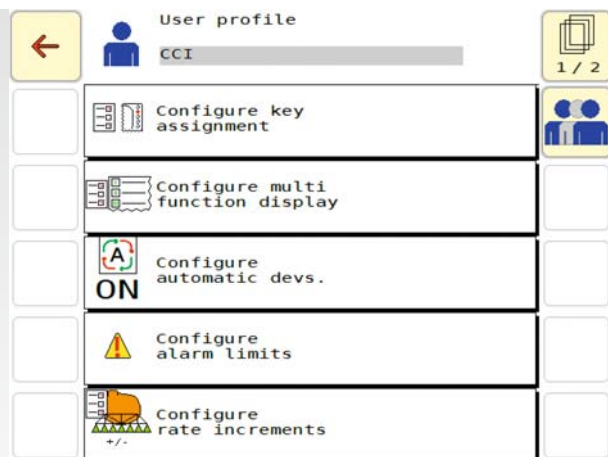 User profile
CCI
1 / 2
Configure key
assignment
Configure multi
function display
A
ON
Configure
automatic devs.
Configure
alarm limits
+/-
Configure
rate increments